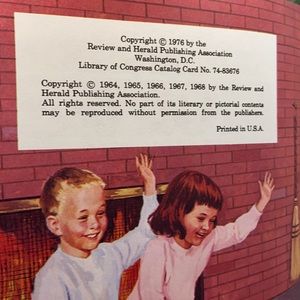 Copyright © 1976 by the
Review and Herald Publishing Association
Washington, D.C.
Library of Congress Catalog Card No. 74-83676
Copyright © 1964, 1965, 1966, 1967, 1968 by the Review and
Herald Publishing Association.
All rights reserved. No part of its literary or pictorial contents
may be reproduced without permission from the publishers.
Printed in U.S.A.